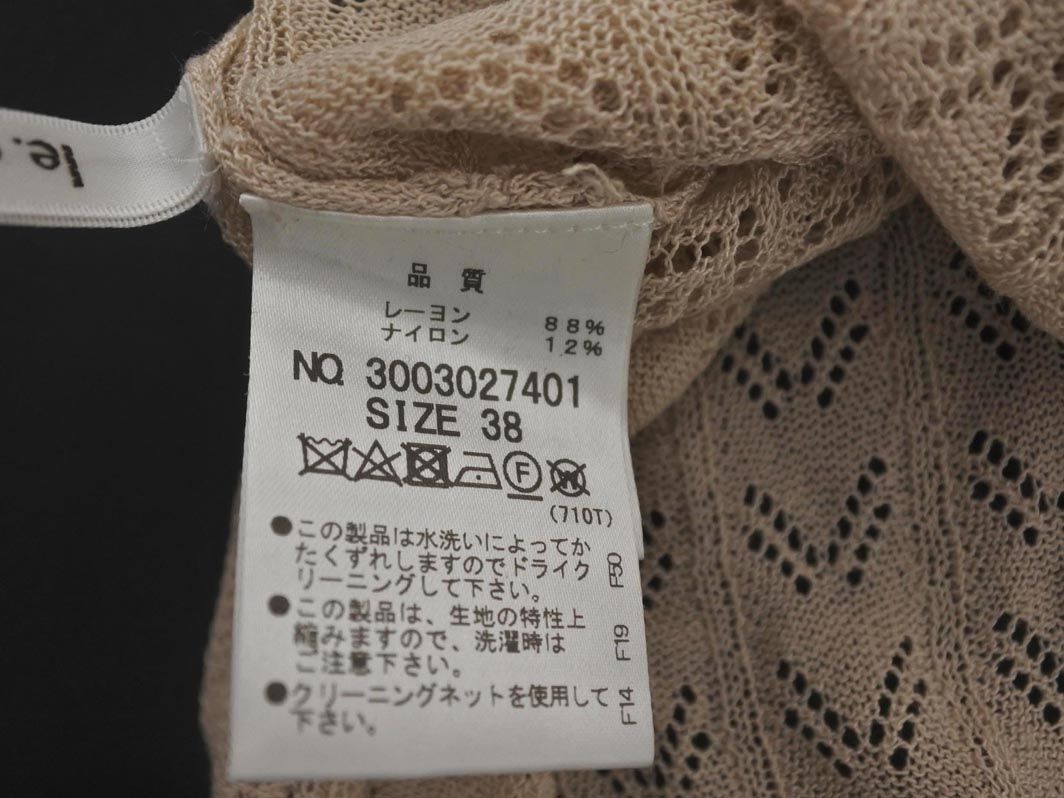 品 質
レーヨン 88%
ナイロン 12%
NO. 3003027401
SIZE 38
F
W
(710T)
●この製品は水洗いによってか
たくずれしますのでドライク
リーニングして下さい。
F50
●この製品は、生地の特性上
縮みますので、洗濯時は
ご注意下さい。
F19
●クリーニングネットを使用して
下さい。
F14